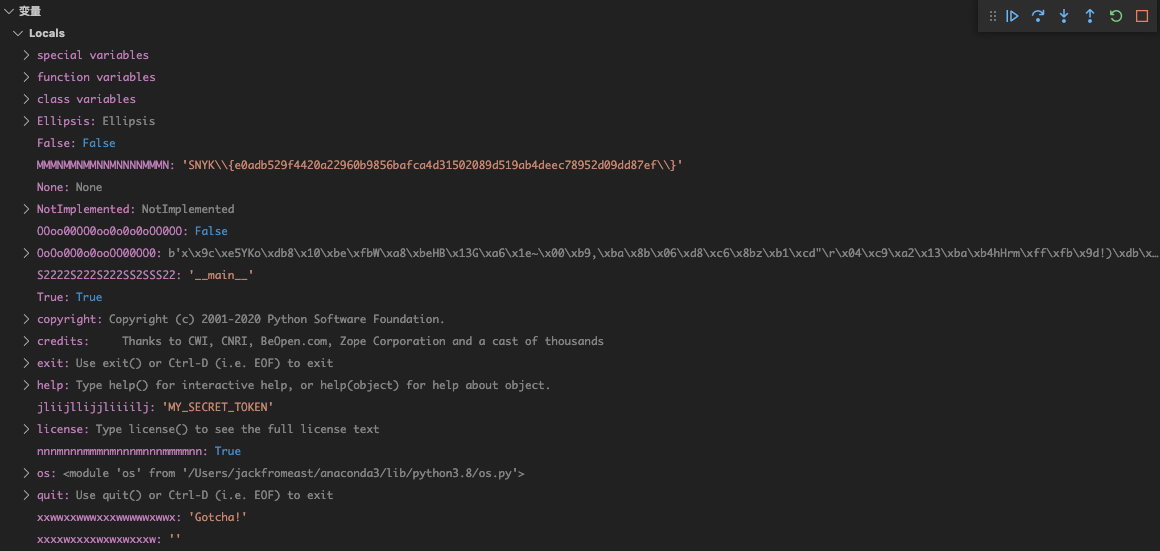 变量
Locals
special variables
function variables
class variables
Ellipsis: Ellipsis
False: False
MMMNMMNMMNNMNNNNMMMN: 'SNYK\\{e0adb529f4420a22960b9856bafca4d31502089d519ab4deec78952d09dd87ef\\}'
None: None
NotImplemented: NotImplemented
OOoo00OO0oo0o0o0oOO0OO: False
OoOo0O0o0ooOO00OO0: b'x\x9c\xe5YKo\xdb8\x10\xbe\xfbW\xa8\xbeHB\x13G\xa6\x1e~\x00\xb9,\xba\x8b\x06\xd8\xc6\x8bz\xb1\xcd"\r\x04\xc9\xa2\x13\xba\xb4hHrm\xff\xfb\x9d!)\xdb\x…
S2222S222S222SS2SSS22: '__main__'
True: True
copyright: Copyright (c) 2001-2020 Python Software Foundation.
credits: Thanks to CWI, CNRI, BeOpen.com, Zope Corporation and a cast of thousands
exit: Use exit() or Ctrl-D (i.e. EOF) to exit
help: Type help() for interactive help, or help(object) for help about object.
jliijllijjliiiilj: 'MY_SECRET_TOKEN'
license: Type license() to see the full license text
nnnmnnnmmmnmnnnmnnnmmmmnn: True
os: <module 'os' from '/Users/jackfromeast/anaconda3/lib/python3.8/os.py'>
quit: Use quit() or Ctrl-D (i.e. EOF) to exit
xxwwxxwwwxxxwwwwwxwwx: 'Gotcha!'
xxxxwxxxxwxwxwxxxw: ''